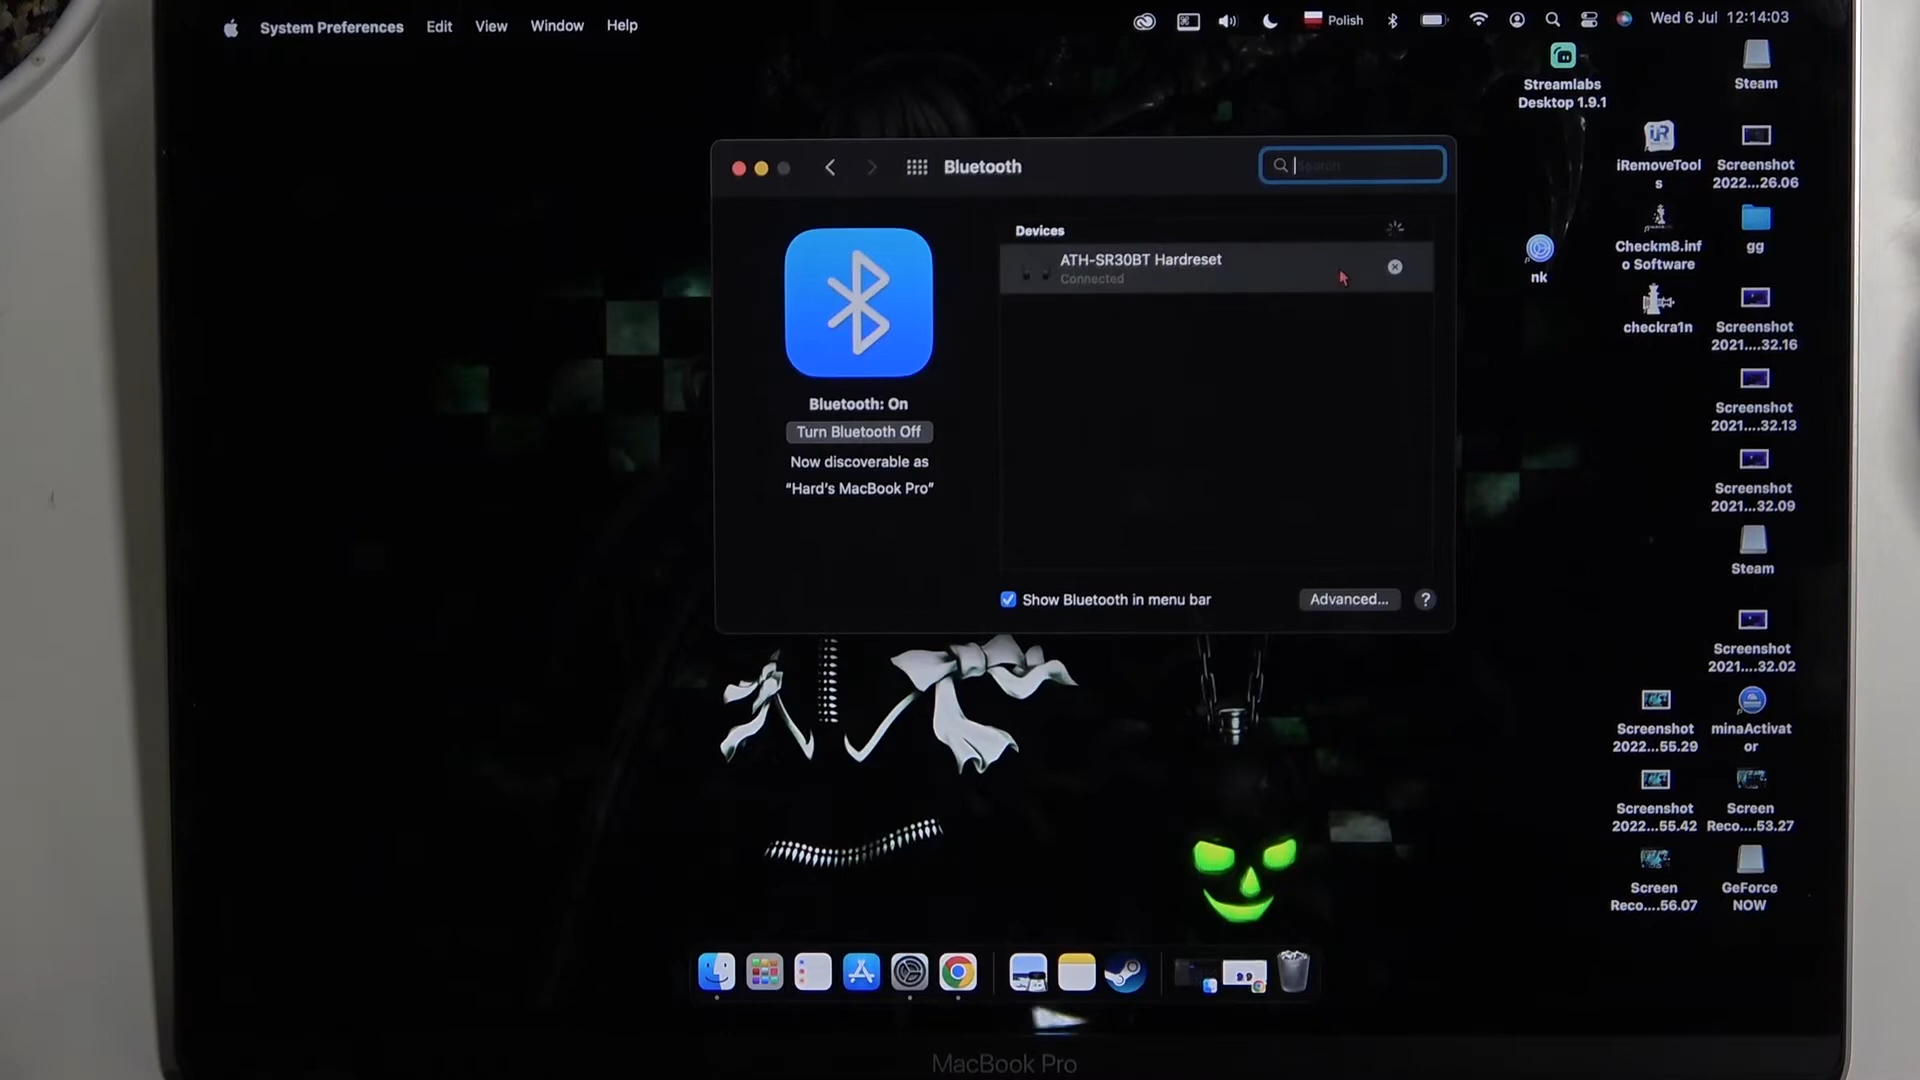 System Preferences Edit View Window Help
Polish
Wed 6 Jul 12:14:03
Bluetooth
Search
Devices
ATH-SR30BT Hardreset
Connected
Bluetooth: On
Turn Bluetooth Off
Now discoverable as
“Hard's MacBook Pro”
Show Bluetooth in menu bar
Advanced...
?
Streamlabs
Desktop 1.9.1
Steam
iRemoveTool
s
Screenshot
2022...26.06
Checkm8.inf
o Software
gg
nk
checkra1n
Screenshot
2021....32.16
Screenshot
2021....32.13
Screenshot
2021....32.09
Steam
Screenshot
2021....32.02
Screenshot
2022...55.29
minaActivat
or
Screenshot
2022...55.42
Screen
Reco....53.27
Screen
Reco....56.07
GeForce
NOW
MacBook Pro